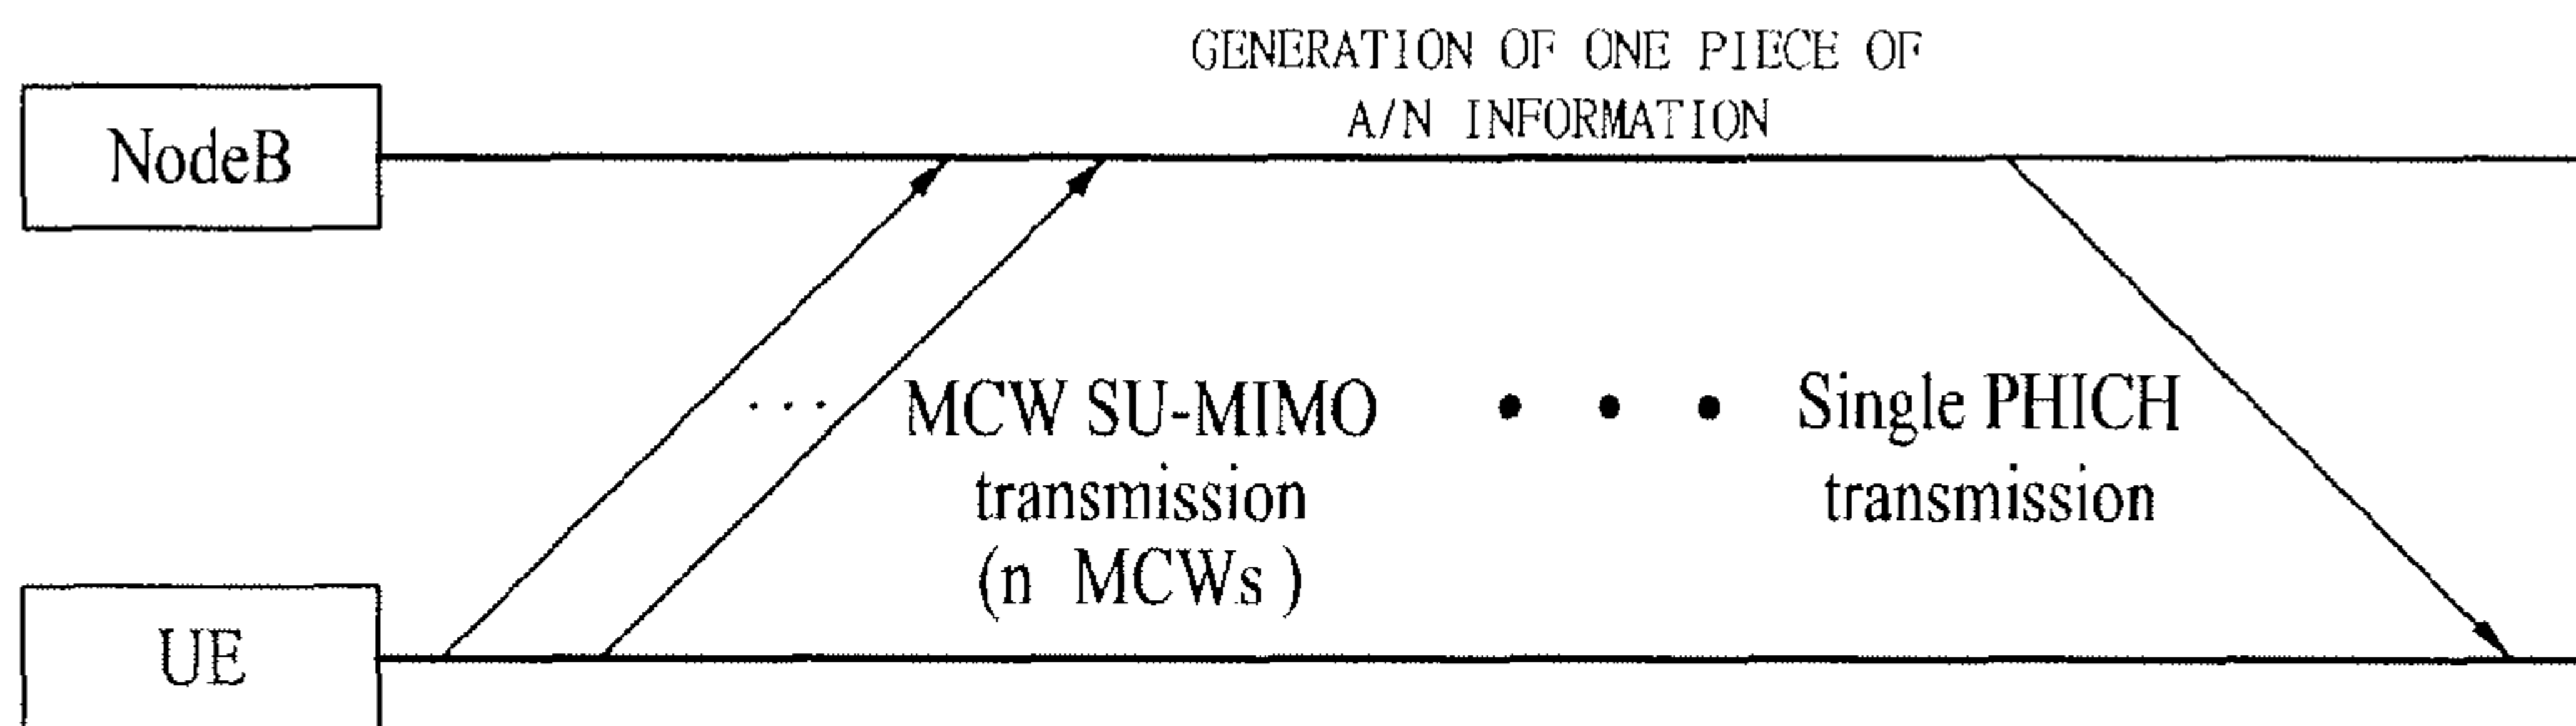 GENERATION OF ONE PIECE OF
A/N INFORMATION
NodeB
... MCW SU-MIMO • • • Single PHICH
transmission transmission
(n MCWs)
UE